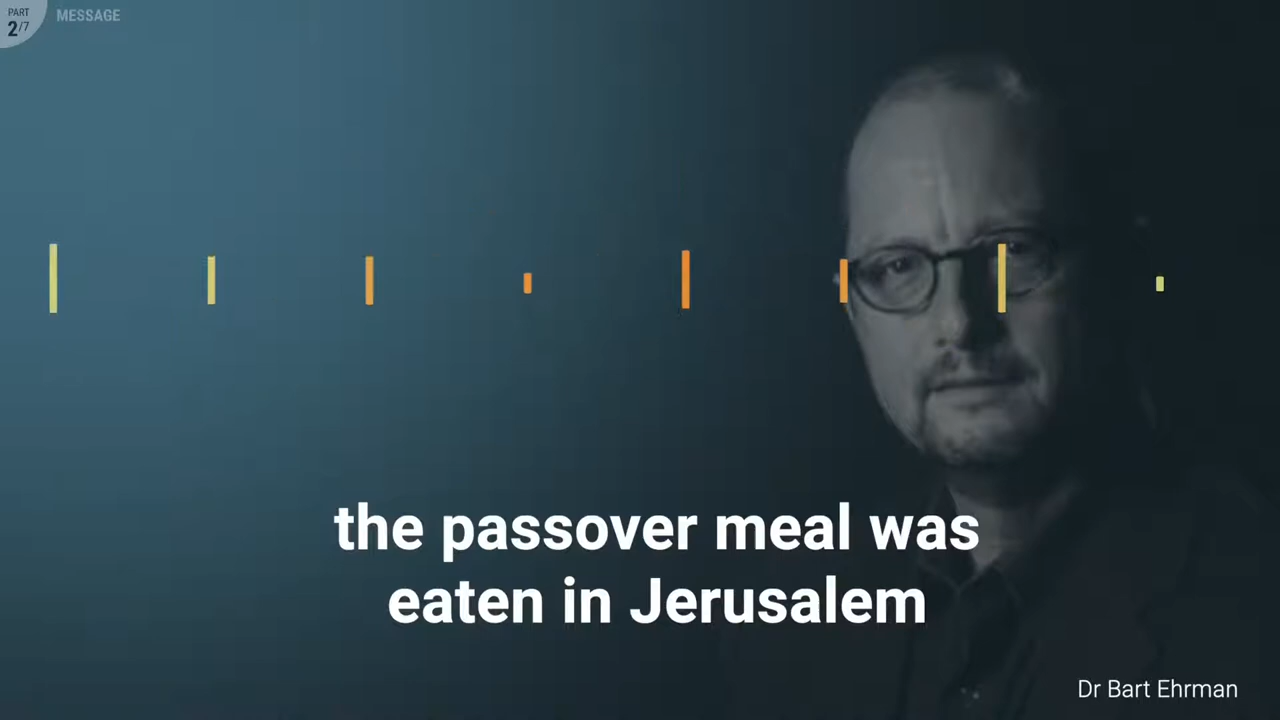 PART
2/7
MESSAGE
the passover meal was
eaten in Jerusalem
Dr Bart Ehrman